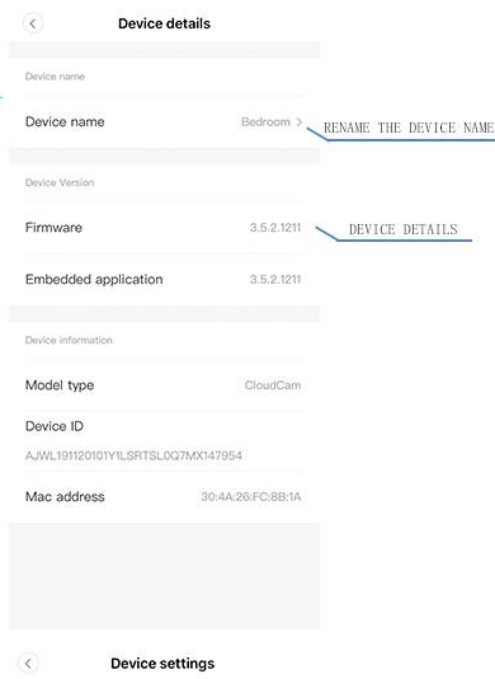 Device details
Device name
Device name Bedroom >
RENAME THE DEVICE NAME
Device Version
Firmware 3.5.2.1211
DEVICE DETAILS
Embedded application 3.5.2.1211
Device information
Model type CloudCam
Device ID
AJWL191120101Y1LSRTSL0Q7MX147954
Mac address 30:4A:26:FC:8B:1A
Device settings